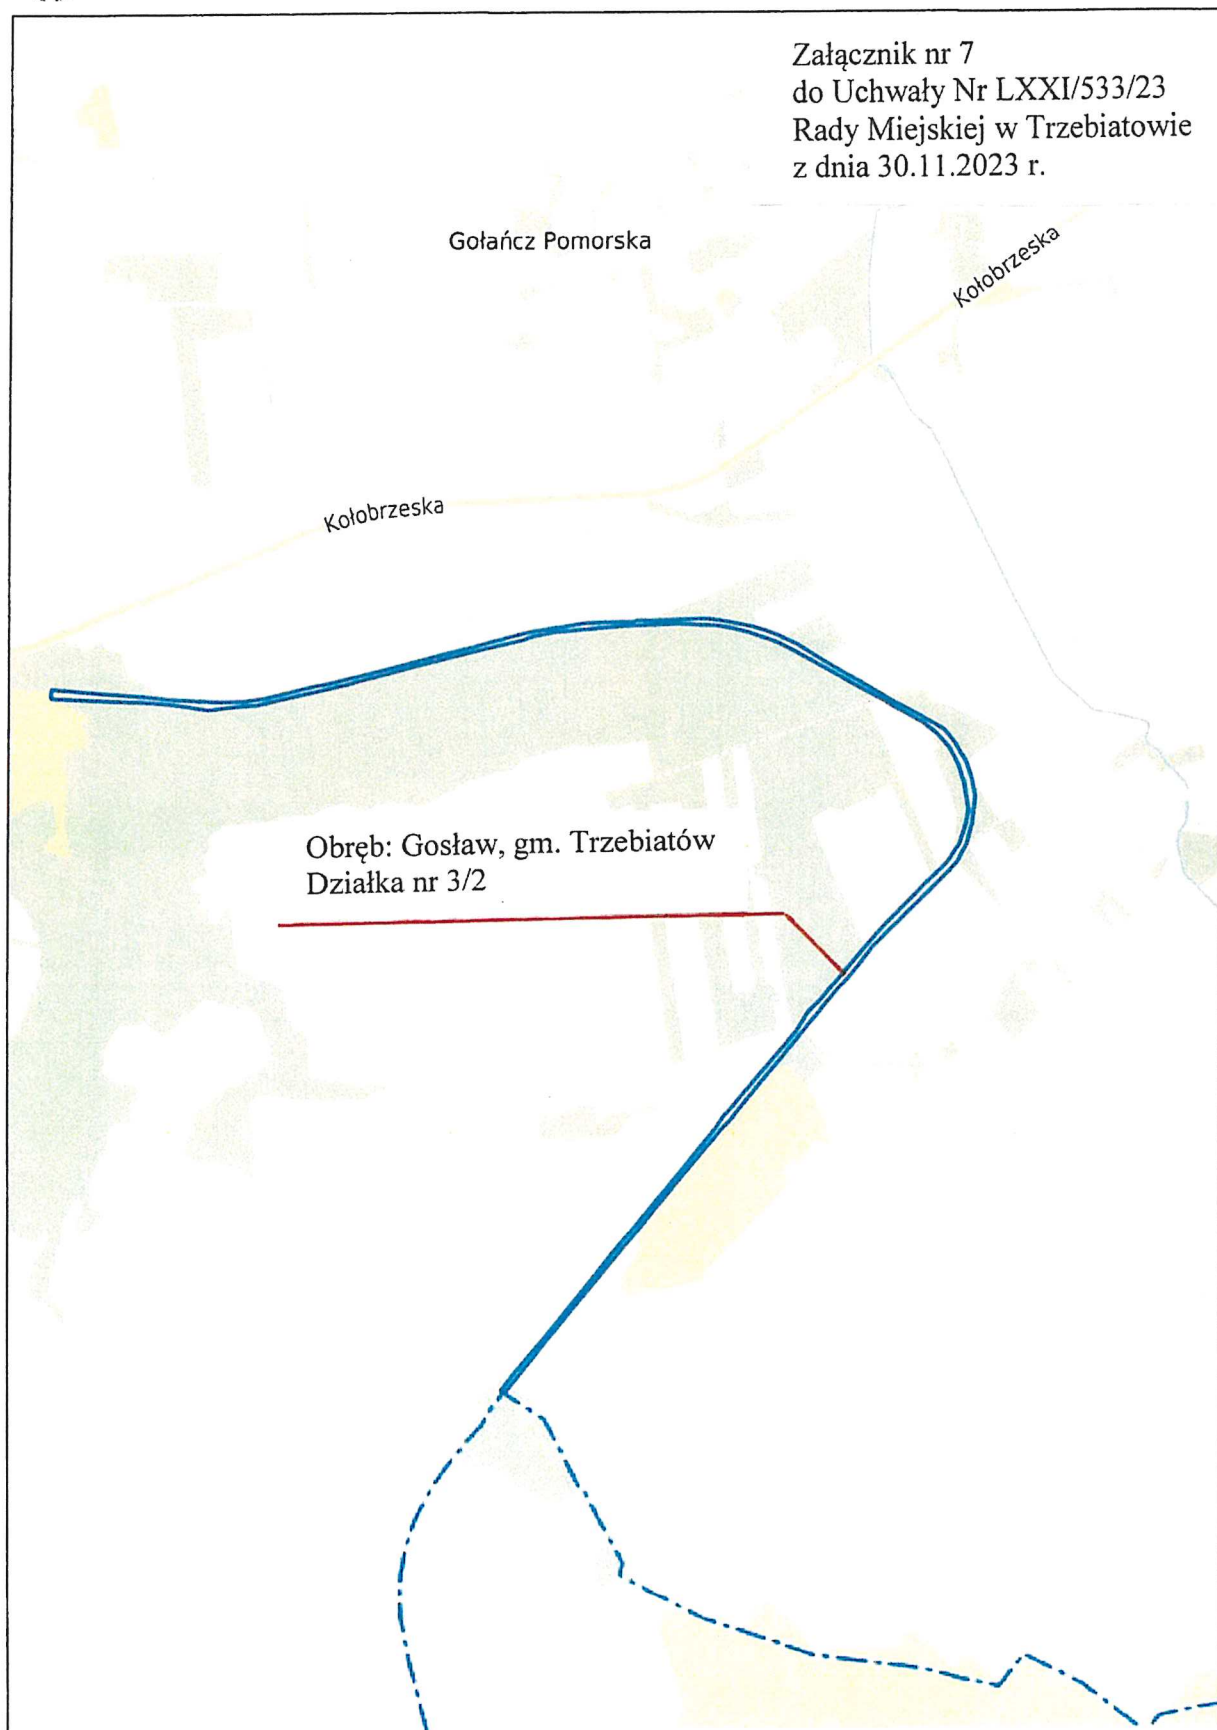 Załącznik nr 7
do Uchwały Nr LXXI/533/23
Rady Miejskiej w Trzebiatowie
z dnia 30.11.2023 r.
Gołańcz Pomorska
Kołobrzeska
Kołobrzeska
Obręb: Gosław, gm. Trzebiatów
Działka nr 3/2